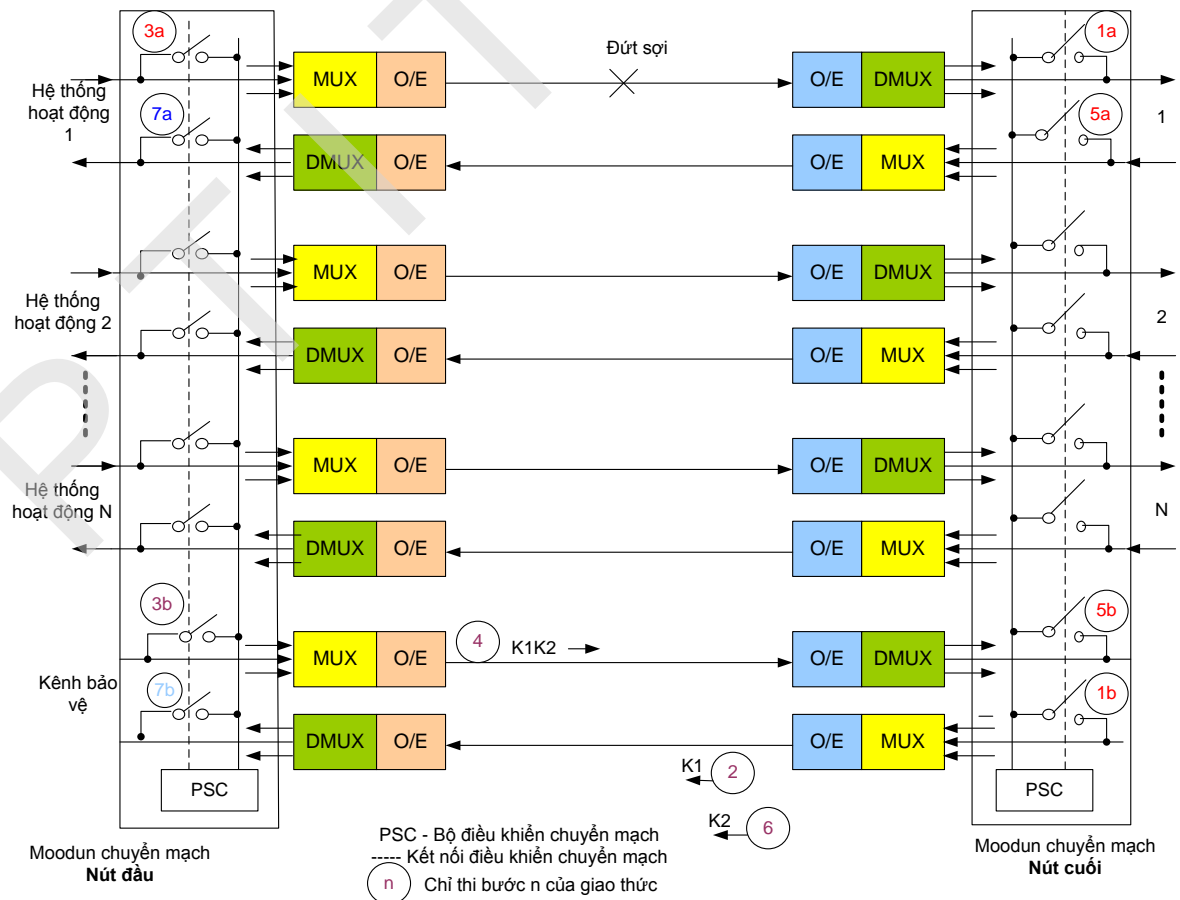 3a
1a
MUX
O/E
Đứt sợi
O/E
DMUX
Hệ thống
hoạt động
1
7a
5a
1
DMUX
O/E
O/E
MUX
MUX
O/E
O/E
DMUX
Hệ thống
hoạt động 2
2
DMUX
O/E
O/E
MUX
MUX
O/E
O/E
DMUX
Hệ thống
hoạt động N
N
DMUX
O/E
O/E
MUX
3b
5b
MUX
O/E
4
K1K2
O/E
DMUX
Kênh bảo
vệ
7b
1b
DMUX
O/E
O/E
MUX
K1
2
PSC
PSC
K2
6
PSC - Bộ điều khiển chuyển mạch
----- Kết nối điều khiển chuyển mạch
n Chỉ thi bước n của giao thức
Moodun chuyển mạch
Nút đầu
Moodun chuyển mạch
Nút cuối
PTIT